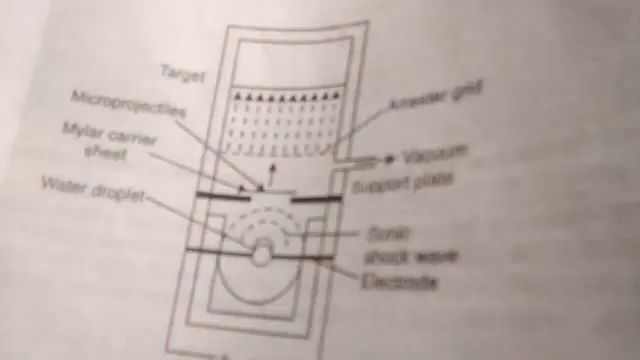 Target
Microprojectiles
Mylar carrier
sheet
Water droplet
Arrester grid
Vacuum
Support plate
Sonic
shock wave
Electrode